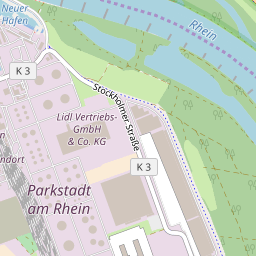 Neuer
Hafen
Rhein
K 3
Stockholmer Straße
Lidl Vertriebs-
GmbH
& Co. KG
K 3
Parkstadt
am Rhein